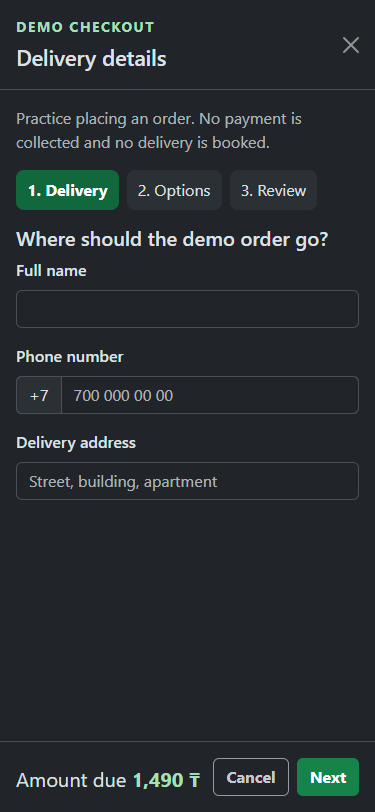 DEMO CHECKOUT
Delivery details
Practice placing an order. No payment is
collected and no delivery is booked.
1. Delivery 2. Options 3. Review
Where should the demo order go?
Full name
Phone number
+7 700 000 00 00
Delivery address
Street, building, apartment
Amount due 1,490 ₸ Cancel Next